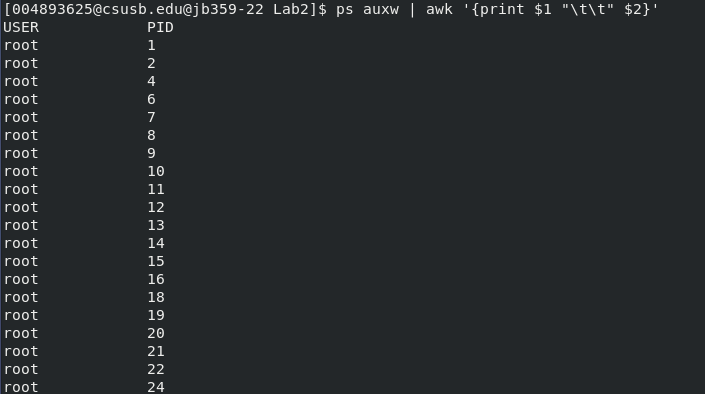 [004893625@csusb.edu@jb359-22 Lab2]$ ps auxw | awk '{print $1 "\t\t" $2}'
USER PID
root 1
root 2
root 4
root 6
root 7
root 8
root 9
root 10
root 11
root 12
root 13
root 14
root 15
root 16
root 18
root 19
root 20
root 21
root 22
root 24